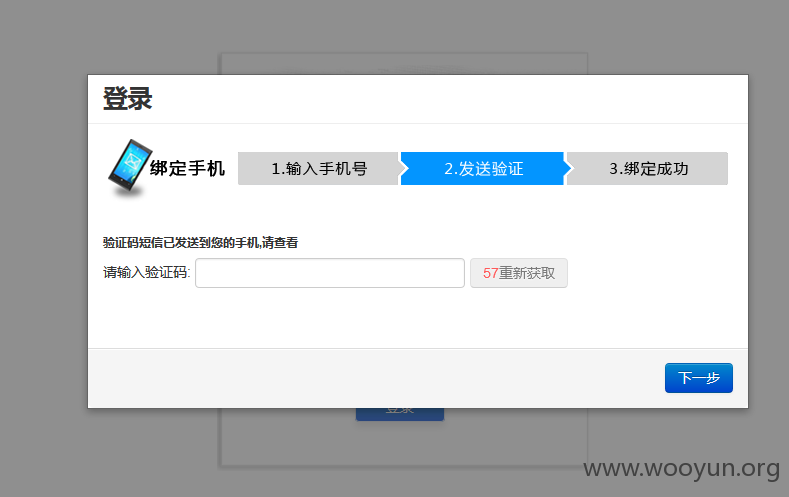 登录
绑定手机 1.输入手机号 2.发送验证 3.绑定成功
验证码短信已发送到您的手机,请查看
请输入验证码: 57重新获取
下一步
登录
www.wooyun.org